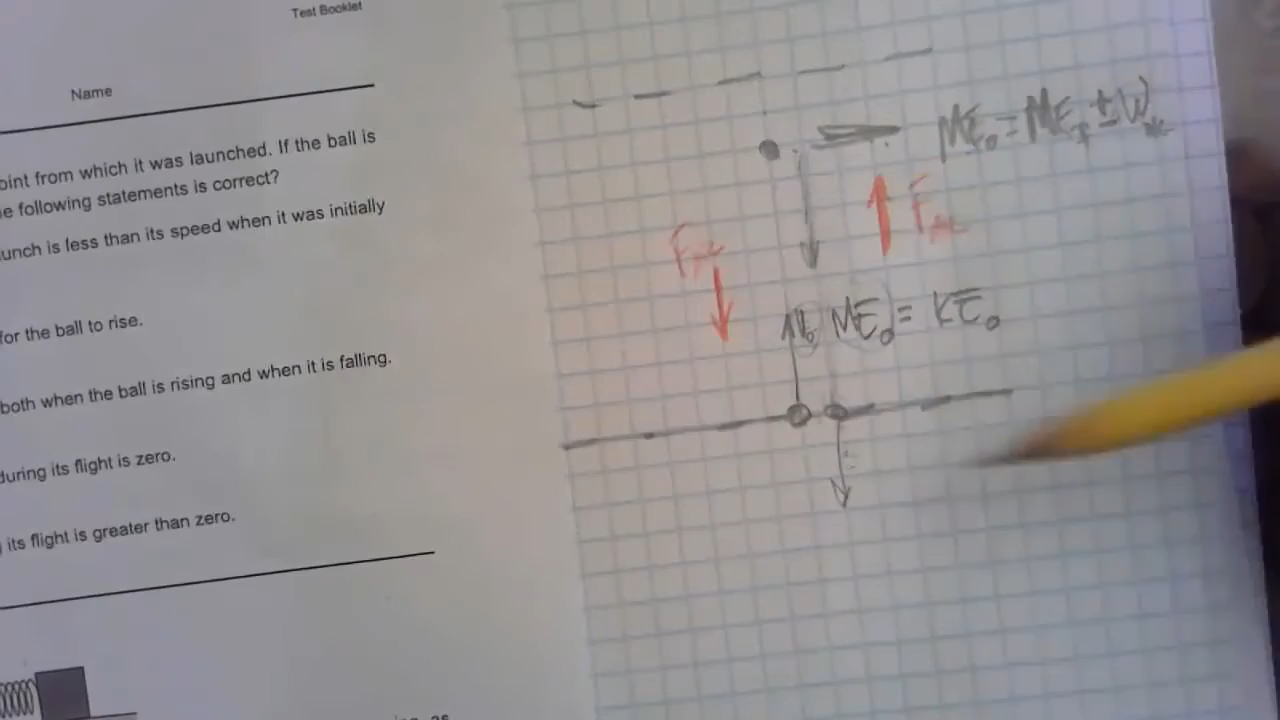 Test Booklet
Name
oint from which it was launched. If the ball is
e following statements is correct?
unch is less than its speed when it was initially
for the ball to rise.
both when the ball is rising and when it is falling.
during its flight is zero.
its flight is greater than zero.
ME₀ = ME ± W
F
F
ME₀ = KE₀